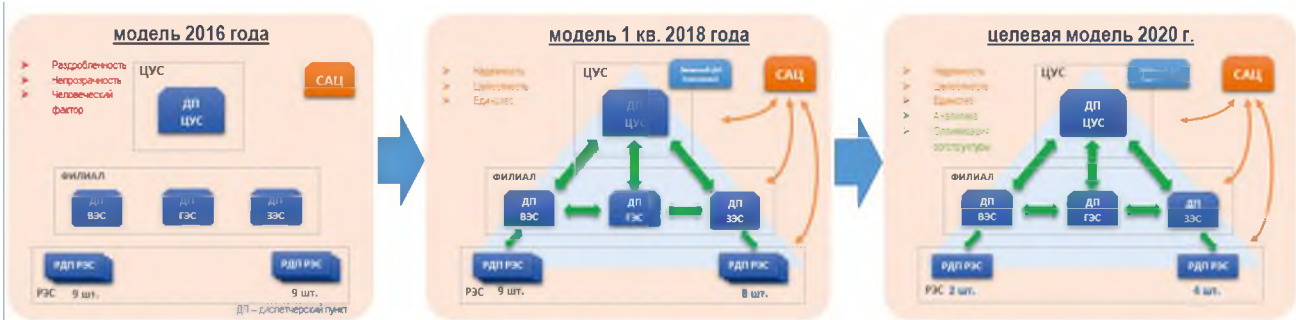 модель 2016 года
Раздробленность
Непрозрачность
Человеческий
фактор
ЦУС
САЦ
ДП
ЦУС
ФИЛИАЛ
ДП
ВЭС
ДП
ГЭС
ДП
ЗЭС
РДП РЭС
РДП РЭС
РЭС 9 шт.
9 шт.
ДП – диспетчерский пункт
модель 1 кв. 2018 года
Надежность
Целостность
Единство
ЦУС
САЦ
ДП
ЦУС
ФИЛИАЛ
ДП
ВЭС
ДП
ГЭС
ДП
ЗЭС
РДП РЭС
РДП РЭС
РЭС 9 шт.
8 шт.
целевая модель 2020 г.
Надежность
Целостность
Единство
Аналитика
Оптимизация
оргструктуры
ЦУС
САЦ
ДП
ЦУС
ФИЛИАЛ
ДП
ВЭС
ДП
ГЭС
ДП
ЗЭС
РДП РЭС
РДП РЭС
РЭС 2 шт.
4 шт.